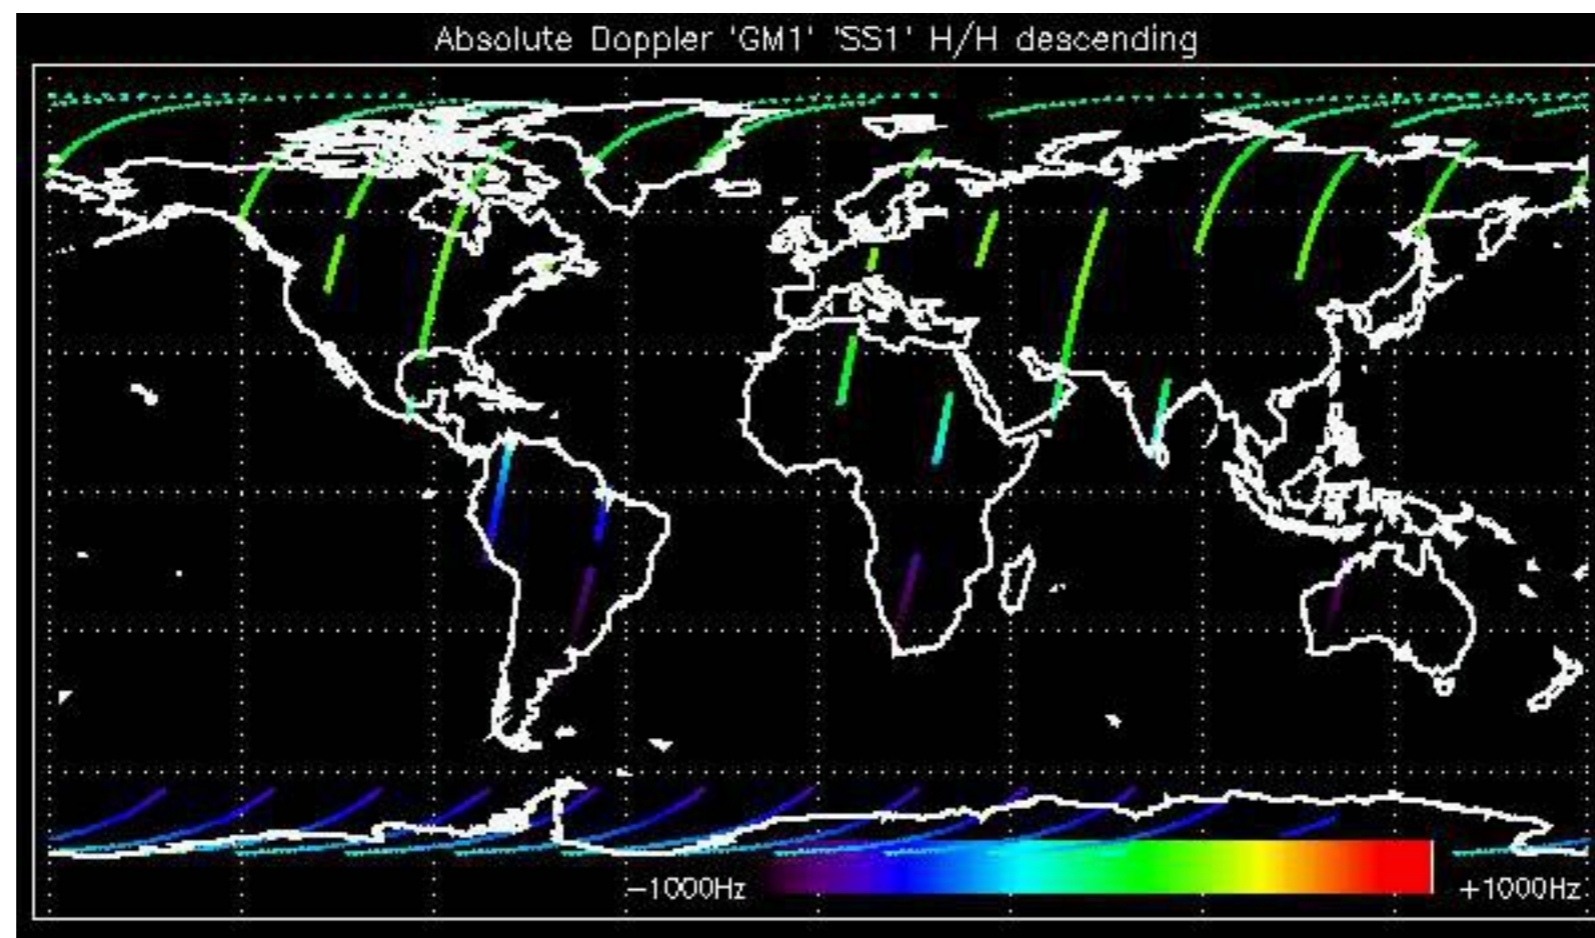 Absolute Doppler 'GM1' 'SS1' H/H descending
−1000Hz
+1000Hz